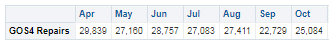 Apr May Jun Jul Aug Sep Oct
GOS4 Repairs 29,839 27,160 28,757 27,083 27,411 22,729 25,084